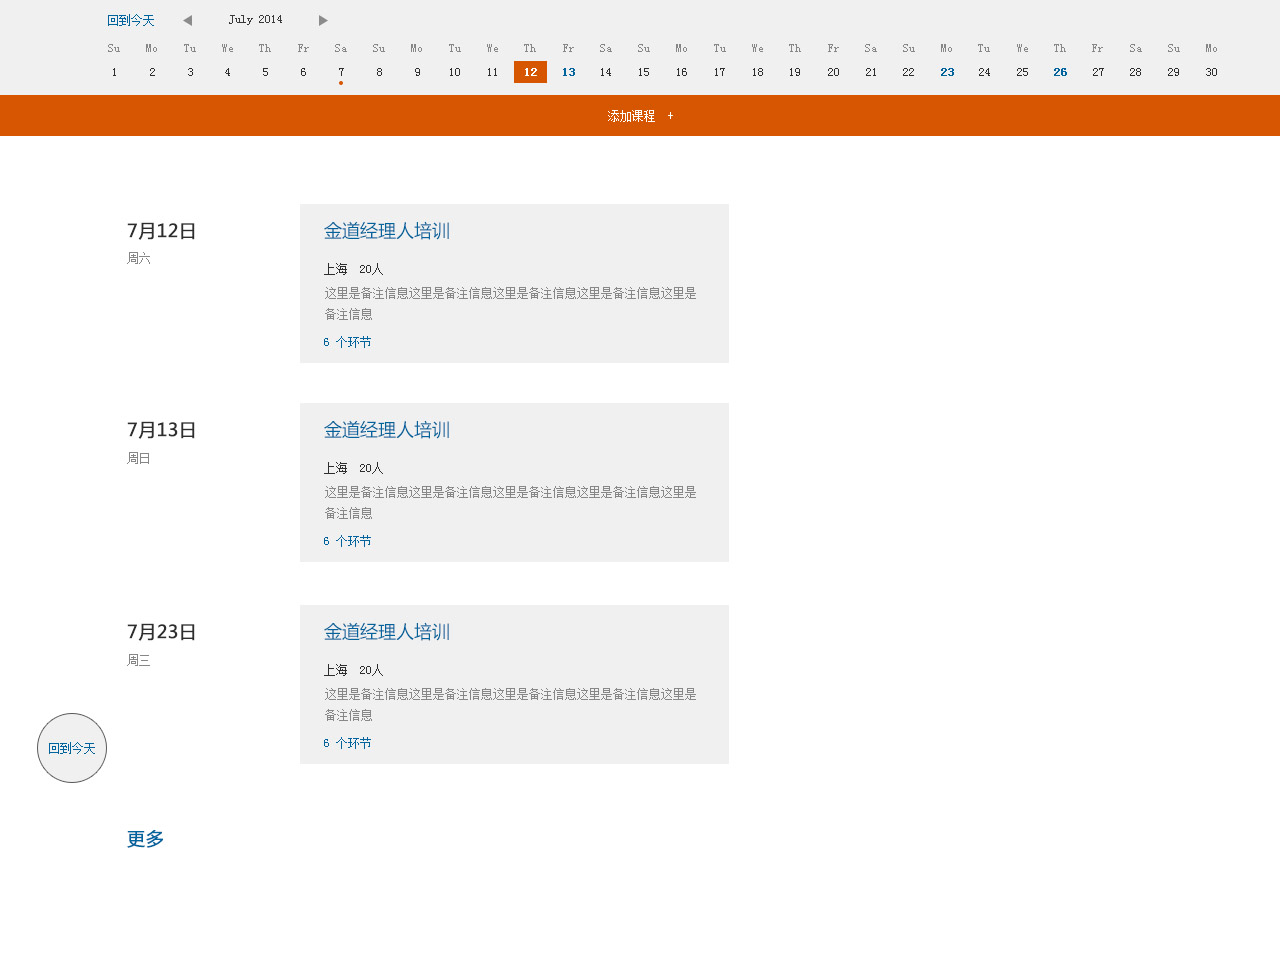 回到今天 July 2014
Su Mo Tu We Th Fr Sa Su Mo Tu We Th Fr Sa Su Mo Tu We Th Fr Sa Su Mo Tu We Th Fr Sa Su Mo
1 2 3 4 5 6 7 8 9 10 11 12 13 14 15 16 17 18 19 20 21 22 23 24 25 26 27 28 29 30
添加课程 +
7月12日
周六
金道经理人培训
上海 20人
这里是备注信息这里是备注信息这里是备注信息这里是备注信息这里是
备注信息
6 个环节
7月13日
周日
金道经理人培训
上海 20人
这里是备注信息这里是备注信息这里是备注信息这里是备注信息这里是
备注信息
6 个环节
7月23日
周三
金道经理人培训
上海 20人
这里是备注信息这里是备注信息这里是备注信息这里是备注信息这里是
备注信息
6 个环节
回到今天
更多